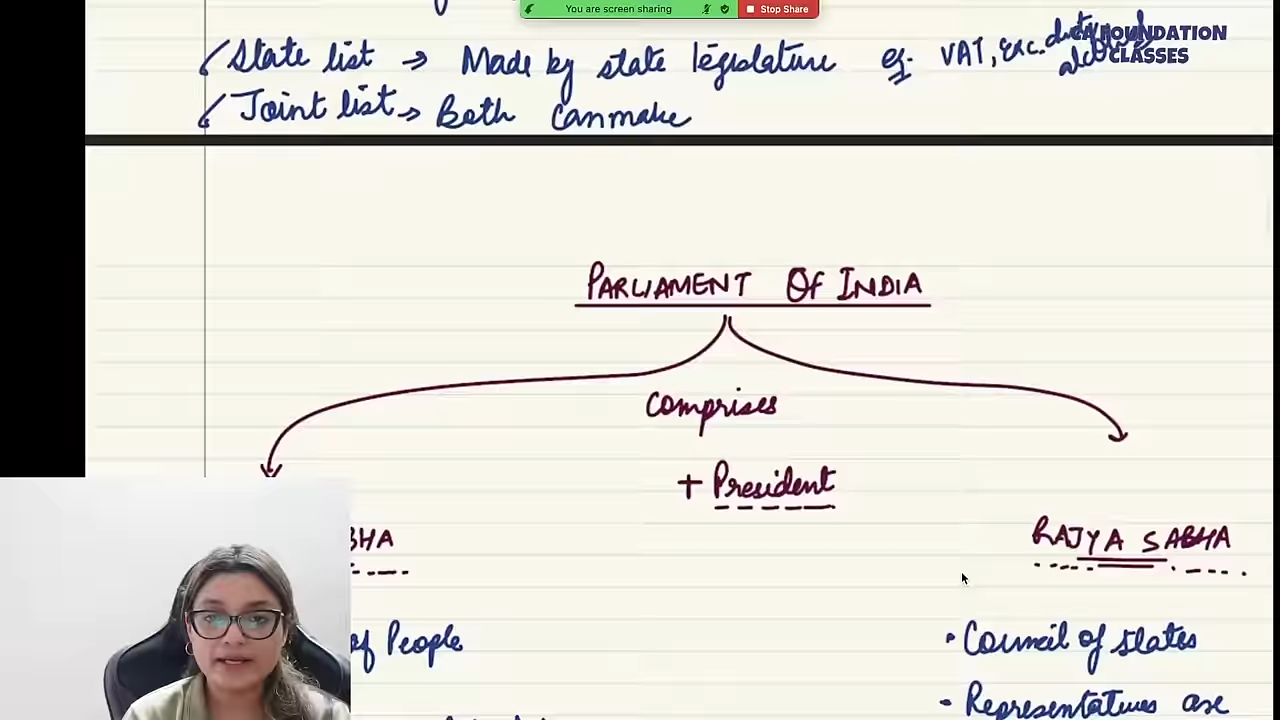 You are screen sharing
Stop Share
State list → Made by state legislature eg. VAT, Exc. duty
CA FOUNDATION
CLASSES
Joint list → Both can make
PARLIAMENT OF INDIA
Comprises
+ President
BHA
RAJYA SABHA
of People
• Council of States
- Representatives are